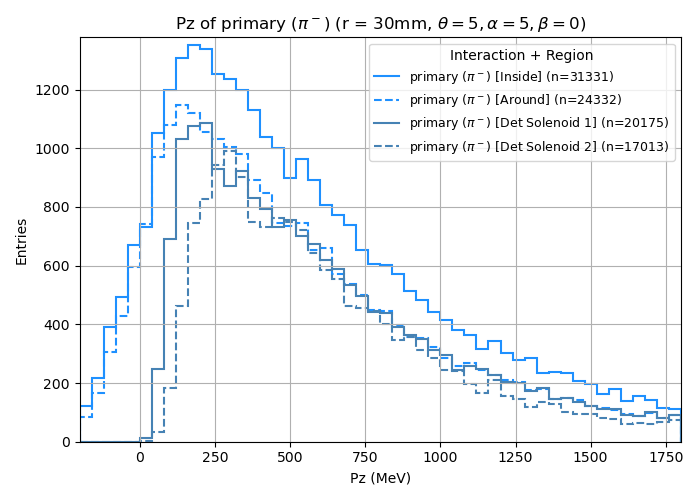 Pz of primary (π⁻) (r = 30mm, θ = 5, α = 5, β = 0)
Interaction + Region
primary (π⁻) [Inside] (n=31331)
primary (π⁻) [Around] (n=24332)
primary (π⁻) [Det Solenoid 1] (n=20175)
primary (π⁻) [Det Solenoid 2] (n=17013)
Entries
1200
1000
800
600
400
200
0
0 250 500 750 1000 1250 1500 1750
Pz (MeV)